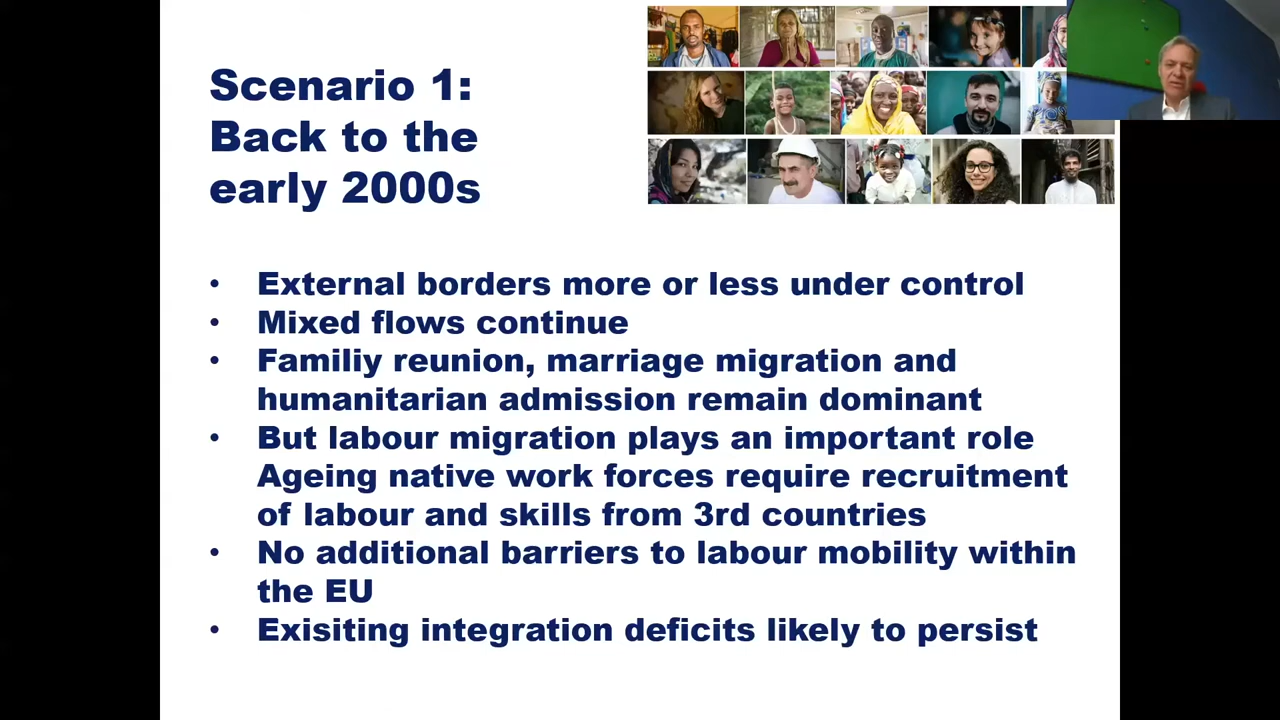 Scenario 1:
Back to the
early 2000s
• External borders more or less under control
• Mixed flows continue
• Familiy reunion, marriage migration and
humanitarian admission remain dominant
• But labour migration plays an important role
Ageing native work forces require recruitment
of labour and skills from 3rd countries
• No additional barriers to labour mobility within
the EU
• Exisiting integration deficits likely to persist